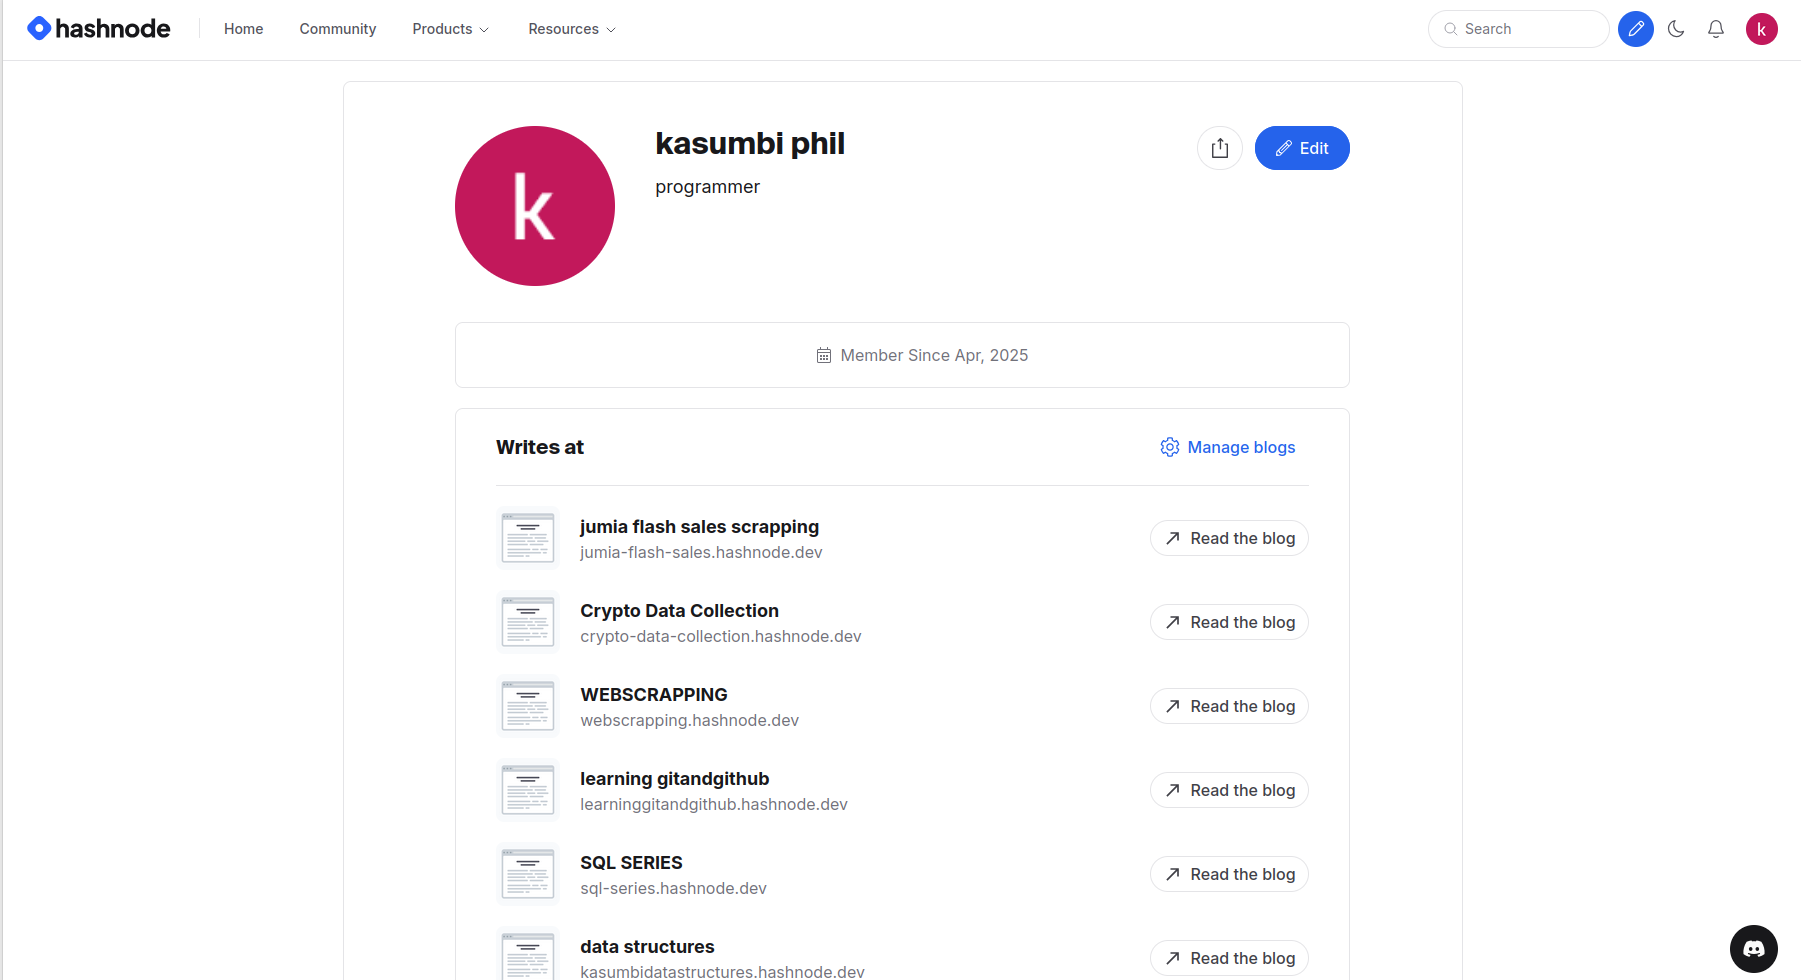 hashnode Home Community Products Resources Search k
k
kasumbi phil
Edit
programmer
Member Since Apr, 2025
Writes at
Manage blogs
jumia flash sales scrapping
jumia-flash-sales.hashnode.dev
Read the blog
Crypto Data Collection
crypto-data-collection.hashnode.dev
Read the blog
WEBSCRAPPING
webscrapping.hashnode.dev
Read the blog
learning gitandgithub
learninggitandgithub.hashnode.dev
Read the blog
SQL SERIES
sql-series.hashnode.dev
Read the blog
data structures
kasumbidatastructures.hashnode.dev
Read the blog